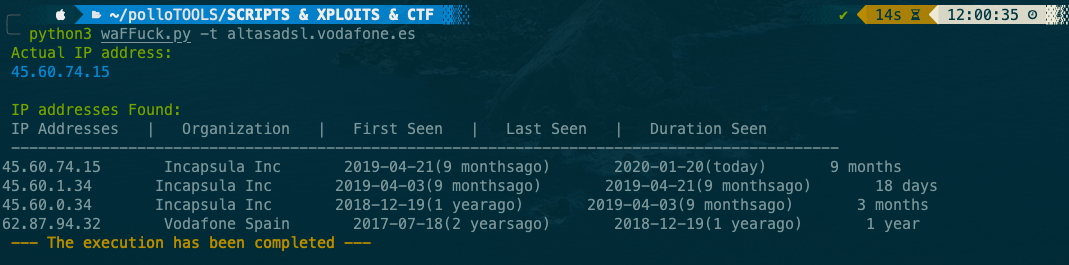 ~/polloTOOLS/SCRIPTS & XPLOITS & CTF ✔ 14s 12:00:35
python3 waFFuck.py -t altasadsl.vodafone.es
Actual IP address:
45.60.74.15
IP addresses Found:
IP Addresses | Organization | First Seen | Last Seen | Duration Seen
------------------------------------------------------------------------------------------
45.60.74.15 Incapsula Inc 2019-04-21(9 monthsago) 2020-01-20(today) 9 months
45.60.1.34 Incapsula Inc 2019-04-03(9 monthsago) 2019-04-21(9 monthsago) 18 days
45.60.0.34 Incapsula Inc 2018-12-19(1 yearago) 2019-04-03(9 monthsago) 3 months
62.87.94.32 Vodafone Spain 2017-07-18(2 yearsago) 2018-12-19(1 yearago) 1 year
--- The execution has been completed ---